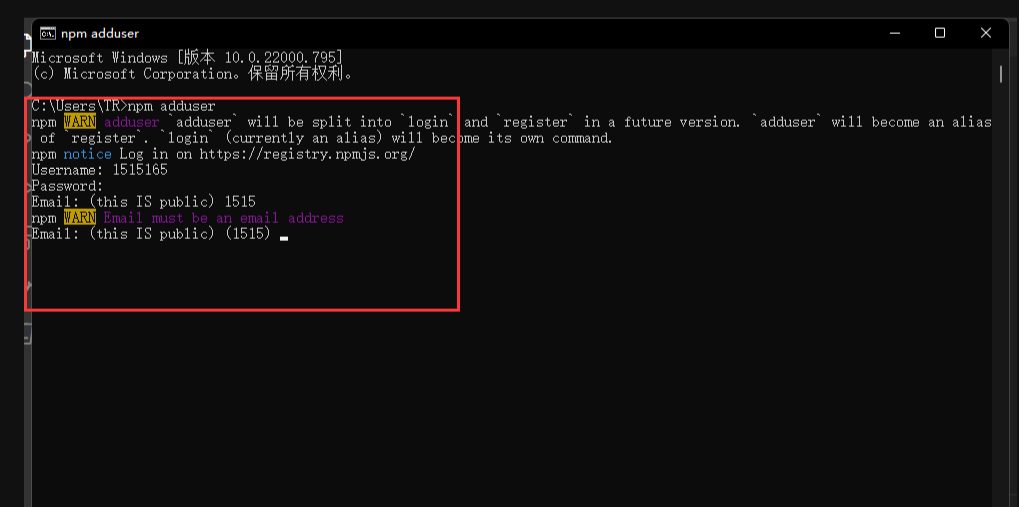 npm adduser
Microsoft Windows [版本 10.0.22000.795]
(c) Microsoft Corporation。保留所有权利。
C:\Users\TR>npm adduser
npm WARN adduser `adduser` will be split into `login` and `register` in a future version. `adduser` will become an alias
of `register`. `login` (currently an alias) will become its own command.
npm notice Log in on https://registry.npmjs.org/
Username: 1515165
Password:
Email: (this IS public) 1515
npm WARN Email must be an email address
Email: (this IS public) (1515)